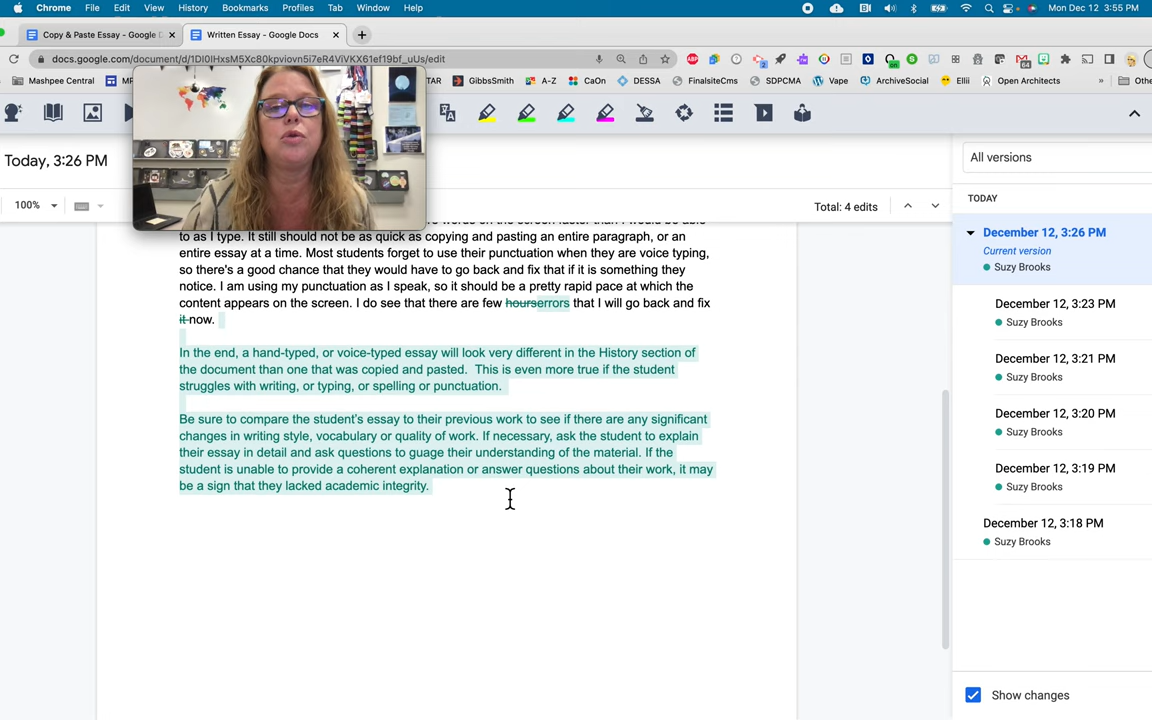 Chrome File Edit View History Bookmarks Profiles Tab Window Help Mon Dec 12 3:55 PM
Copy & Paste Essay - Google D Written Essay - Google Docs
docs.google.com/document/d/1DI0IHxsM5Xc80kpviovn5i7eR4ViVKX61ef19bf_uUs/edit
Mashpee Central TAR GibbsSmith A-Z CaOn DESSA FinalsiteCms SDPCMA Vape ArchiveSocial Ellii Open Architects » Othe
Today, 3:26 PM
All versions
100%
Total: 4 edits
TODAY
words on the screen faster than I would be able
to as I type. It still should not be as quick as copying and pasting an entire paragraph, or an
entire essay at a time. Most students forget to use their punctuation when they are voice typing,
so there's a good chance that they would have to go back and fix that if it is something they
notice. I am using my punctuation as I speak, so it should be a pretty rapid pace at which the
content appears on the screen. I do see that there are few hourserrors that I will go back and fix
it now.
In the end, a hand-typed, or voice-typed essay will look very different in the History section of
the document than one that was copied and pasted. This is even more true if the student
struggles with writing, or typing, or spelling or punctuation.
Be sure to compare the student's essay to their previous work to see if there are any significant
changes in writing style, vocabulary or quality of work. If necessary, ask the student to explain
their essay in detail and ask questions to guage their understanding of the material. If the
student is unable to provide a coherent explanation or answer questions about their work, it may
be a sign that they lacked academic integrity.
December 12, 3:26 PM
Current version
Suzy Brooks
December 12, 3:23 PM
Suzy Brooks
December 12, 3:21 PM
Suzy Brooks
December 12, 3:20 PM
Suzy Brooks
December 12, 3:19 PM
Suzy Brooks
December 12, 3:18 PM
Suzy Brooks
Show changes